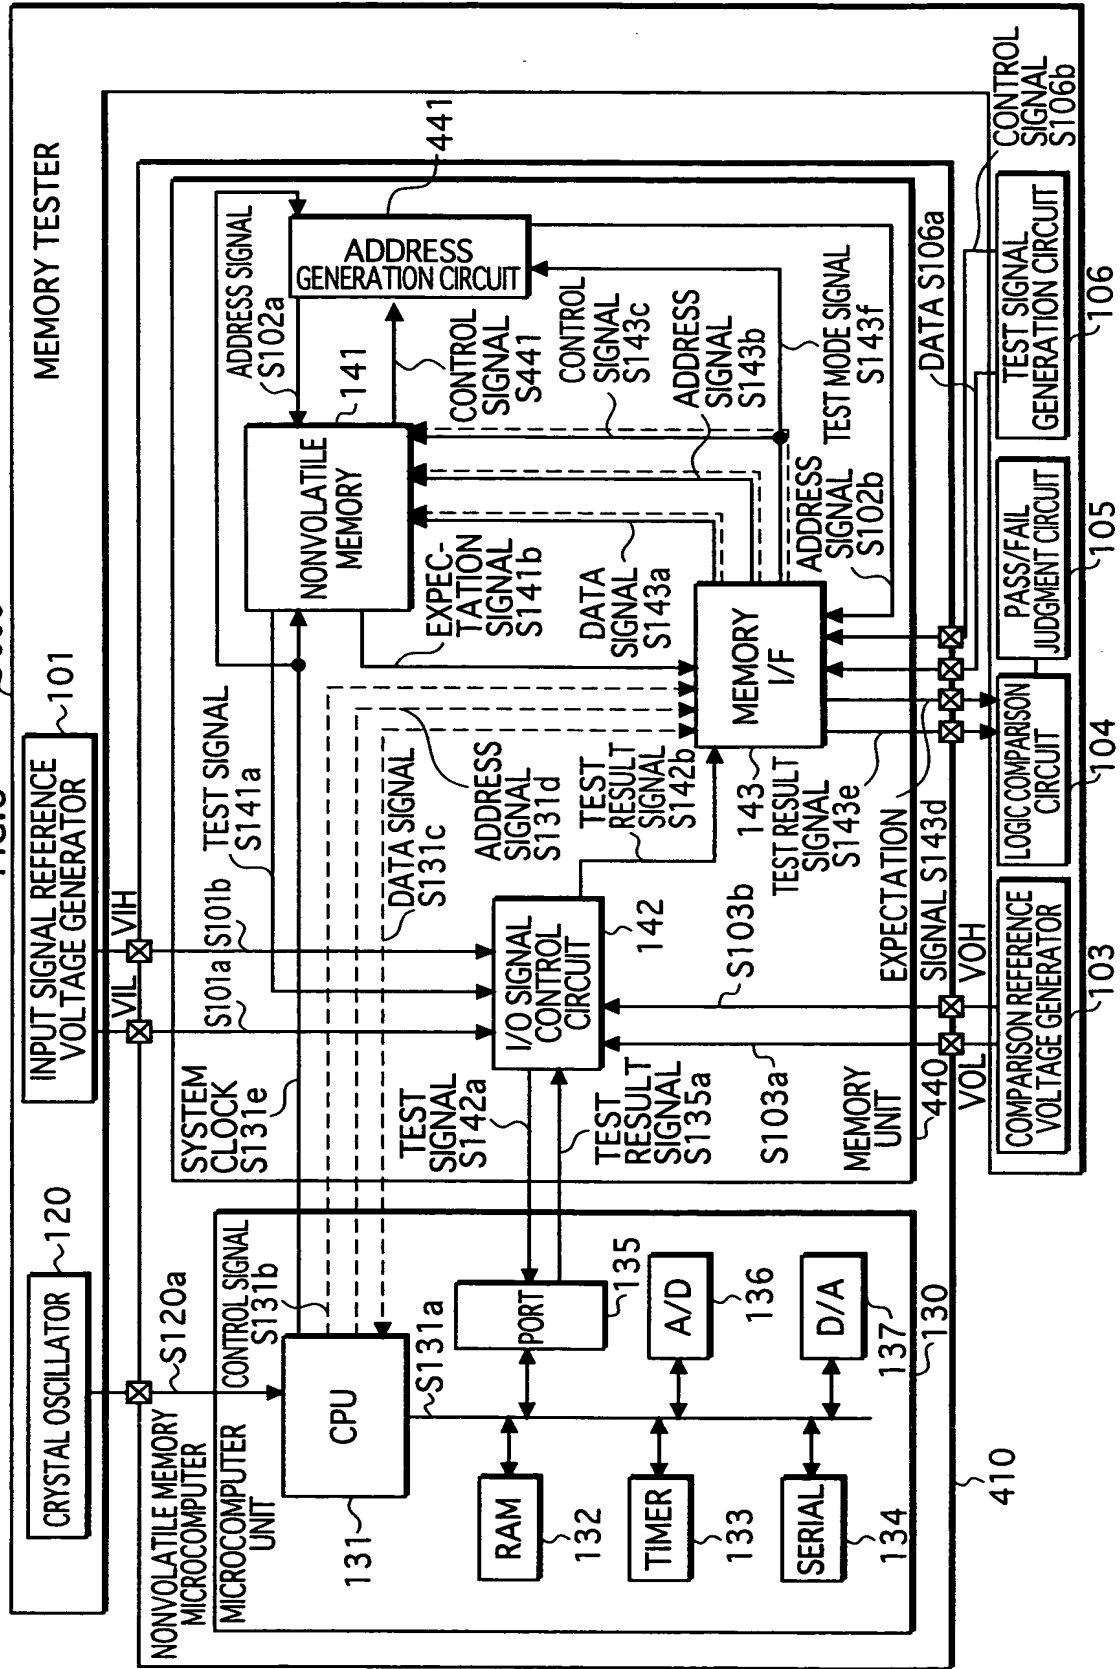 MEMORY TESTER
CRYSTAL OSCILLATOR
120
INPUT SIGNAL REFERENCE
VOLTAGE GENERATOR
101
S120a
VIL
VIH
NONVOLATILE MEMORY
MICROCOMPUTER
MICROCOMPUTER
UNIT
CONTROL SIGNAL
S131b
SYSTEM
CLOCK
S131e
S101a
S101b
TEST SIGNAL
S141a
ADDRESS SIGNAL
S102a
441
CPU
131
S131a
NONVOLATILE
MEMORY
141
ADDRESS
GENERATION CIRCUIT
CONTROL
SIGNAL
S441
DATA SIGNAL
S131c
ADDRESS
SIGNAL
S131d
EXPEC-
TATION
SIGNAL
S141b
CONTROL
SIGNAL
S143c
ADDRESS
SIGNAL
S143b
DATA
SIGNAL
S143a
TEST MODE SIGNAL
S143f
ADDRESS
SIGNAL
S102b
TEST
SIGNAL
S142a
I/O SIGNAL
CONTROL
CIRCUIT
142
TEST
RESULT
SIGNAL
S142b
TEST
RESULT
SIGNAL
S135a
MEMORY
I/F
143
TEST RESULT
SIGNAL
S143e
EXPECTATION
SIGNAL S143d
DATA S106a
CONTROL
SIGNAL
S106b
RAM
132
TIMER
133
SERIAL
134
PORT
135
A/D
136
D/A
137
130
410
S103a
S103b
MEMORY
UNIT
440
VOL
VOH
COMPARISON REFERENCE
VOLTAGE GENERATOR
103
LOGIC COMPARISON
CIRCUIT
104
PASS/FAIL
JUDGMENT CIRCUIT
105
TEST SIGNAL
GENERATION CIRCUIT
106